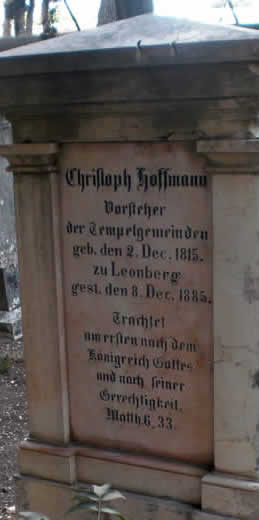 Christoph Hoffmann
Vorsteher
der Tempelgemeinden
geb. den 2. Dec. 1815.
zu Leonberg
gest. den 8. Dec. 1885.
Trachtet
am ersten nach dem
Königreich Gottes
und nach seiner
Gerechtigkeit.
Matth. 6, 33.